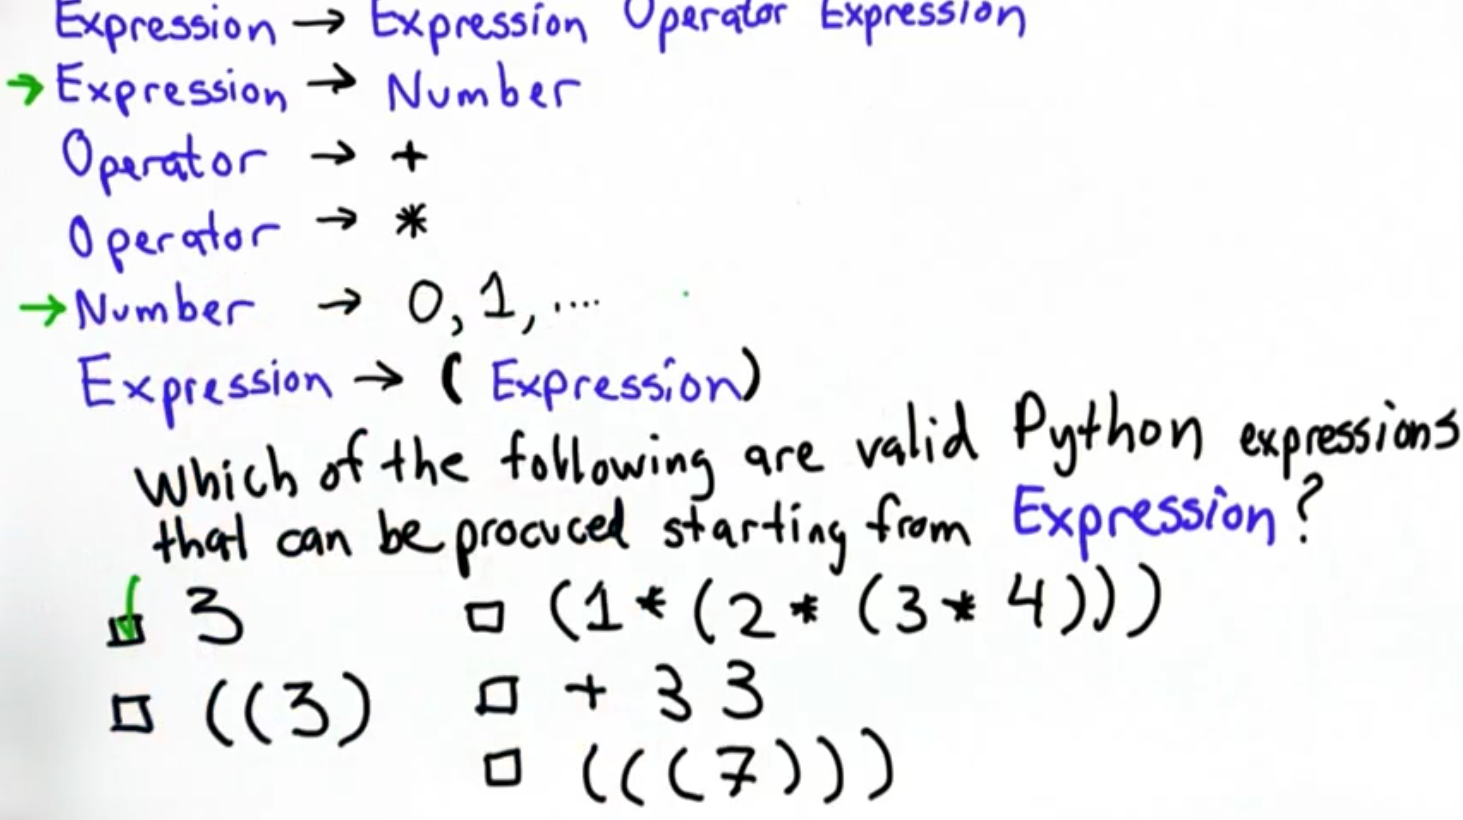 Expression → Expression Operator Expression
→ Expression → Number
Operator → +
Operator → *
→ Number → 0, 1, ....
Expression → ( Expression )
Which of the following are valid Python expressions
that can be procuced starting from Expression?
3 (1 * (2 * (3 * 4)))
((3) + 3 3
(((7)))